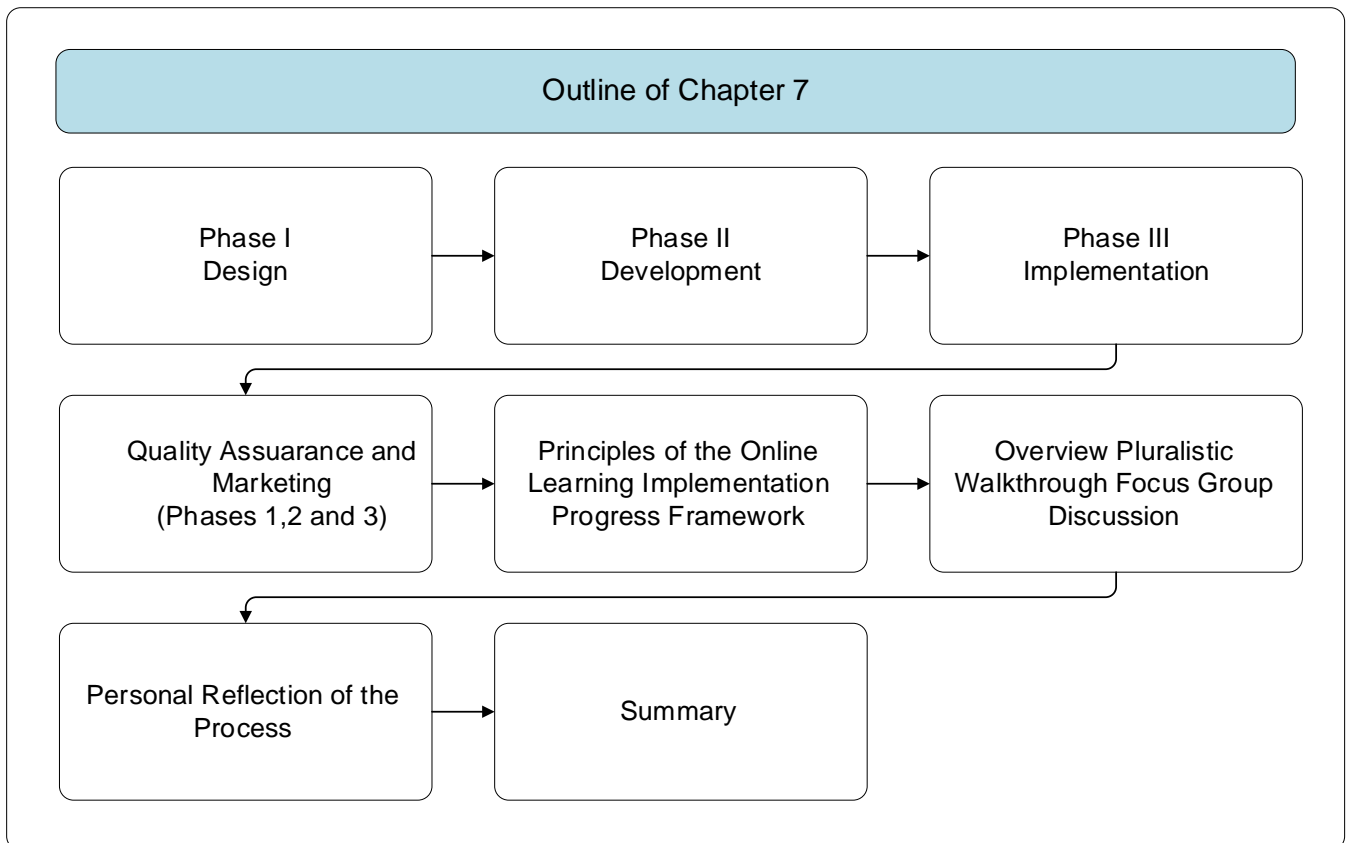 Outline of Chapter 7
Phase I
Design
Phase II
Development
Phase III
Implementation
Quality Assuarance and
Marketing
(Phases 1,2 and 3)
Principles of the Online
Learning Implementation
Progress Framework
Overview Pluralistic
Walkthrough Focus Group
Discussion
Personal Reflection of the
Process
Summary